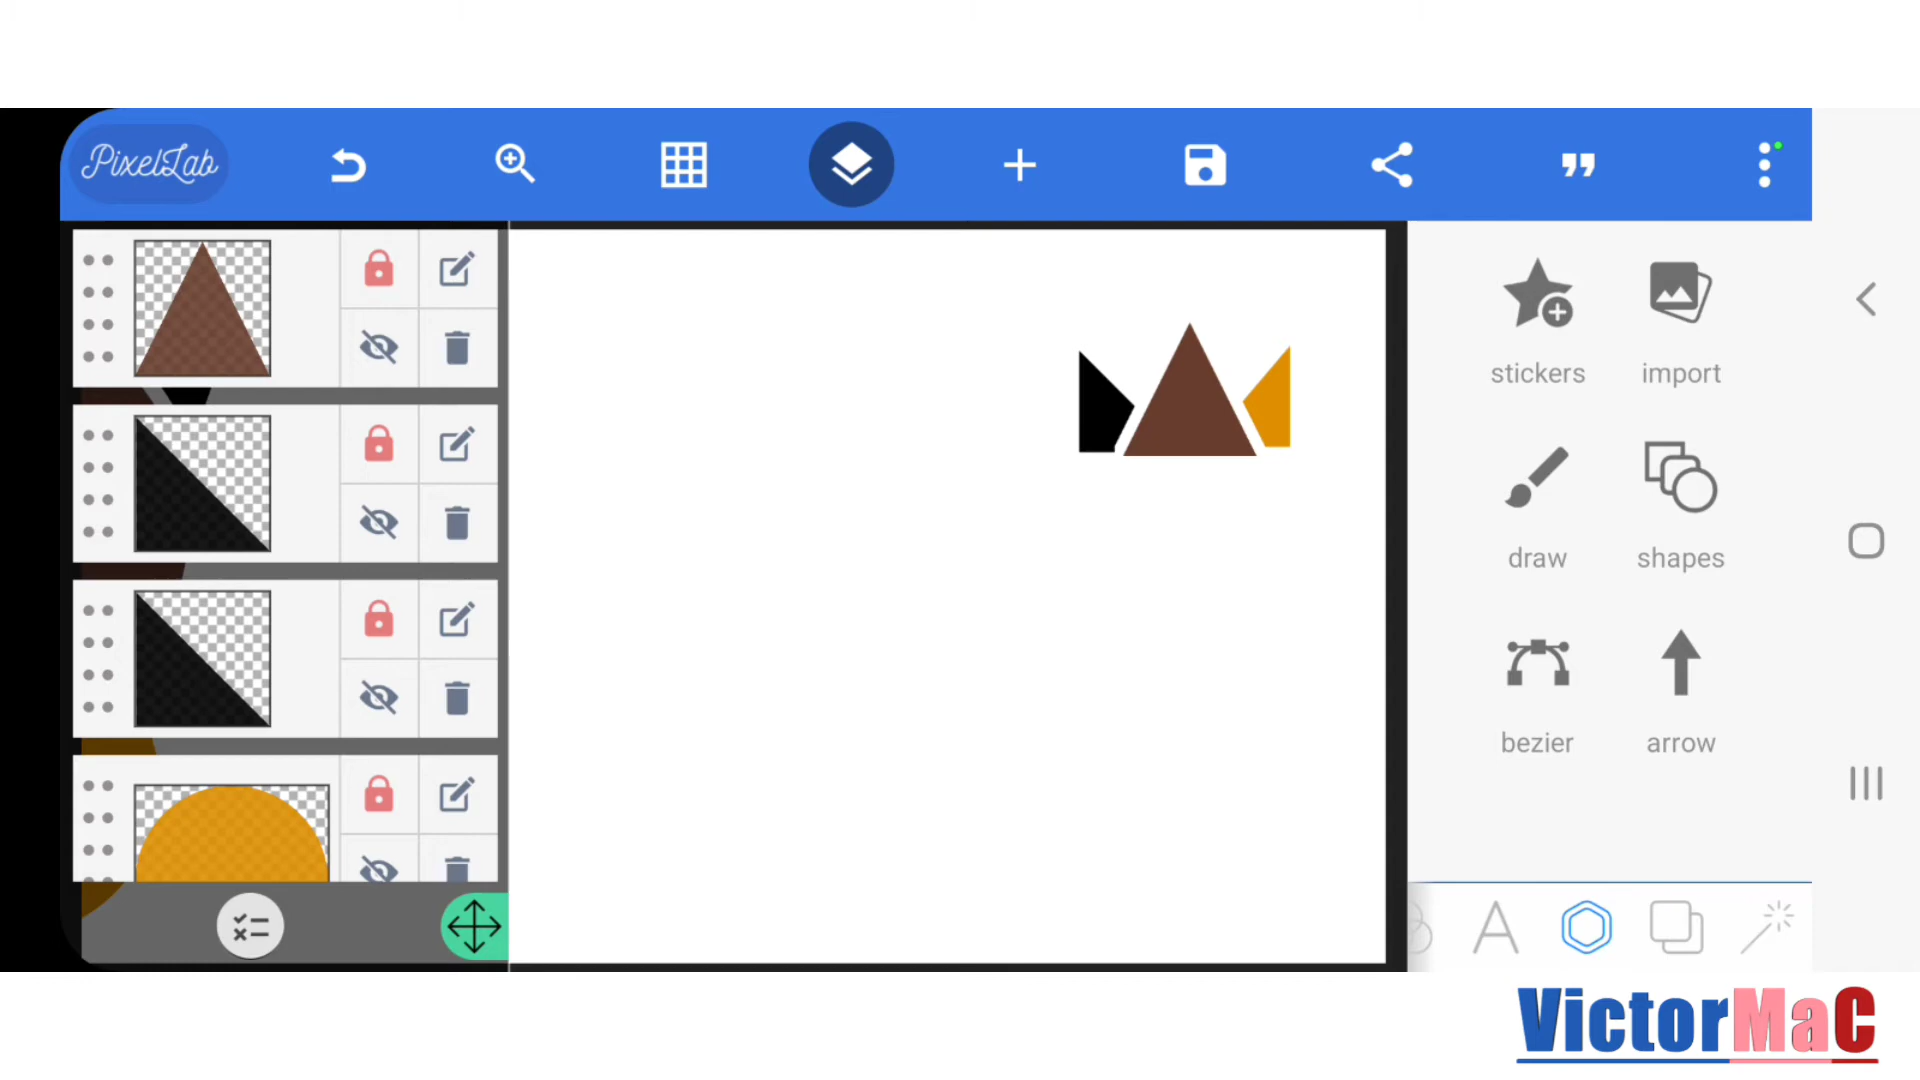 PixelLab
stickers
import
draw
shapes
bezier
arrow
A
VictorMaC